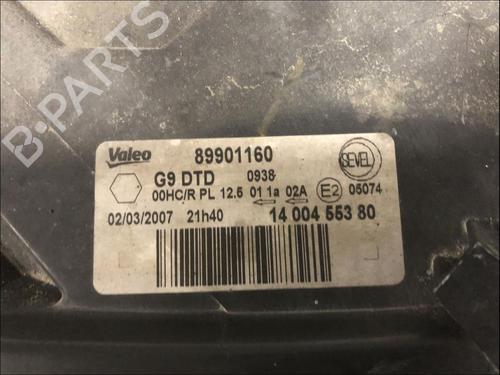 B-PARTS
Valeo 89901160 SEVEL
G9 DTD 0938
00HC/R PL 12.5 01 1a 02A E2 05074
02/03/2007 21h40 14 004 553 80